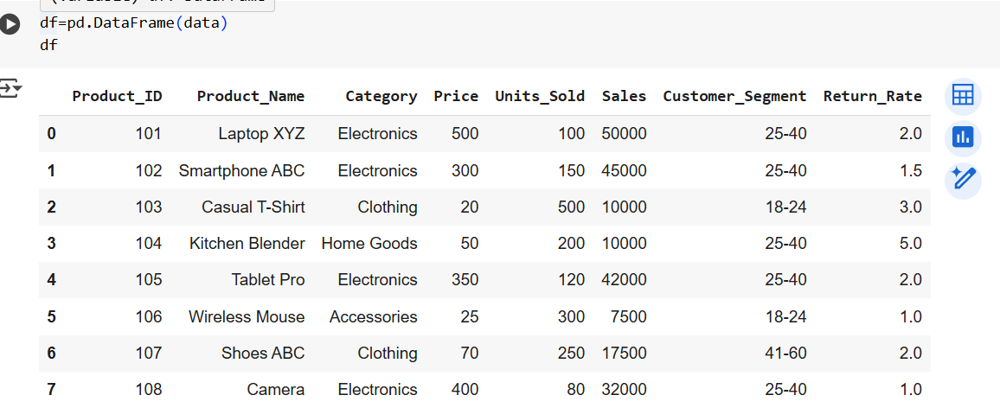 df=pd.DataFrame(data)
df
Product_ID Product_Name Category Price Units_Sold Sales Customer_Segment Return_Rate
0 101 Laptop XYZ Electronics 500 100 50000 25-40 2.0
1 102 Smartphone ABC Electronics 300 150 45000 25-40 1.5
2 103 Casual T-Shirt Clothing 20 500 10000 18-24 3.0
3 104 Kitchen Blender Home Goods 50 200 10000 25-40 5.0
4 105 Tablet Pro Electronics 350 120 42000 25-40 2.0
5 106 Wireless Mouse Accessories 25 300 7500 18-24 1.0
6 107 Shoes ABC Clothing 70 250 17500 41-60 2.0
7 108 Camera Electronics 400 80 32000 25-40 1.0